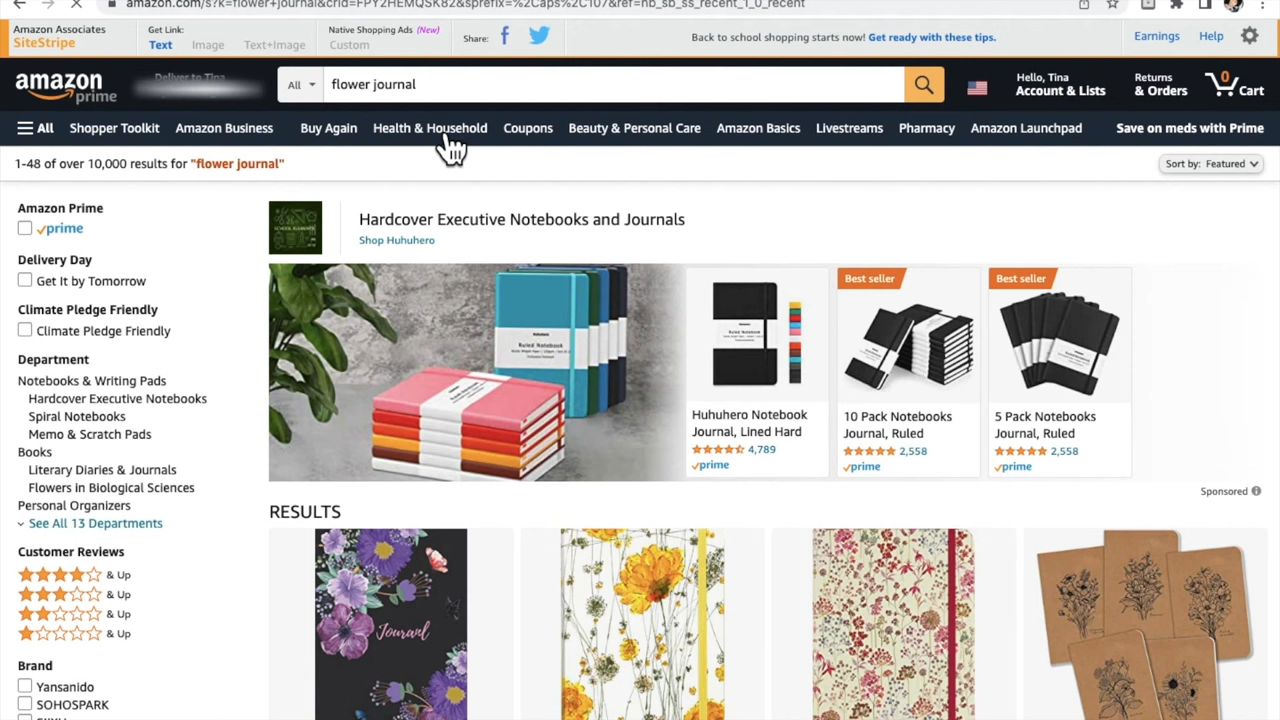 amazon.com/s?k=flower+journal&crid=FPY2HEMQSK82&sprefix=%2Caps%2C107&ref=nb_sb_ss_recent_1_0_recent
Amazon Associates
SiteStripe
Get Link:
Text Image Text+Image
Native Shopping Ads (New)
Custom
Share:
Back to school shopping starts now! Get ready with these tips.
Earnings Help
amazon prime
Deliver to Tina
All flower journal
Hello, Tina
Account & Lists
Returns
& Orders
0
Cart
All Shopper Toolkit Amazon Business Buy Again Health & Household Coupons Beauty & Personal Care Amazon Basics Livestreams Pharmacy Amazon Launchpad Save on meds with Prime
1-48 of over 10,000 results for "flower journal"
Sort by: Featured
Amazon Prime
prime
Delivery Day
Get It by Tomorrow
Climate Pledge Friendly
Climate Pledge Friendly
Department
Notebooks & Writing Pads
Hardcover Executive Notebooks
Spiral Notebooks
Memo & Scratch Pads
Books
Literary Diaries & Journals
Flowers in Biological Sciences
Personal Organizers
See All 13 Departments
Customer Reviews
& Up
& Up
& Up
& Up
Brand
Yansanido
SOHOSPARK
SCHOOL ELEMENTS
Hardcover Executive Notebooks and Journals
Shop Huhuhero
Ruled Notebook
Ruled Notebook
Huhuhero Notebook
Journal, Lined Hard
4,789
prime
Best seller
10 Pack Notebooks
Journal, Ruled
2,558
prime
Best seller
5 Pack Notebooks
Journal, Ruled
2,558
prime
Sponsored
RESULTS
Journal